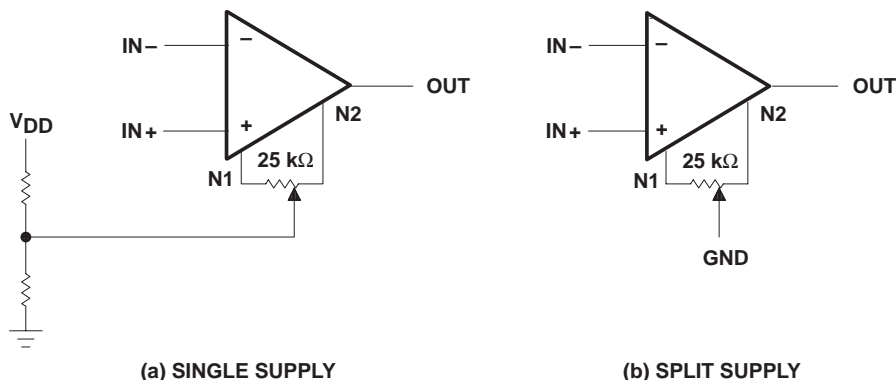 IN−
IN+
−
+
OUT
N2
25 kΩ
N1
VDD
(a) SINGLE SUPPLY
IN−
IN+
−
+
OUT
N2
25 kΩ
N1
GND
(b) SPLIT SUPPLY